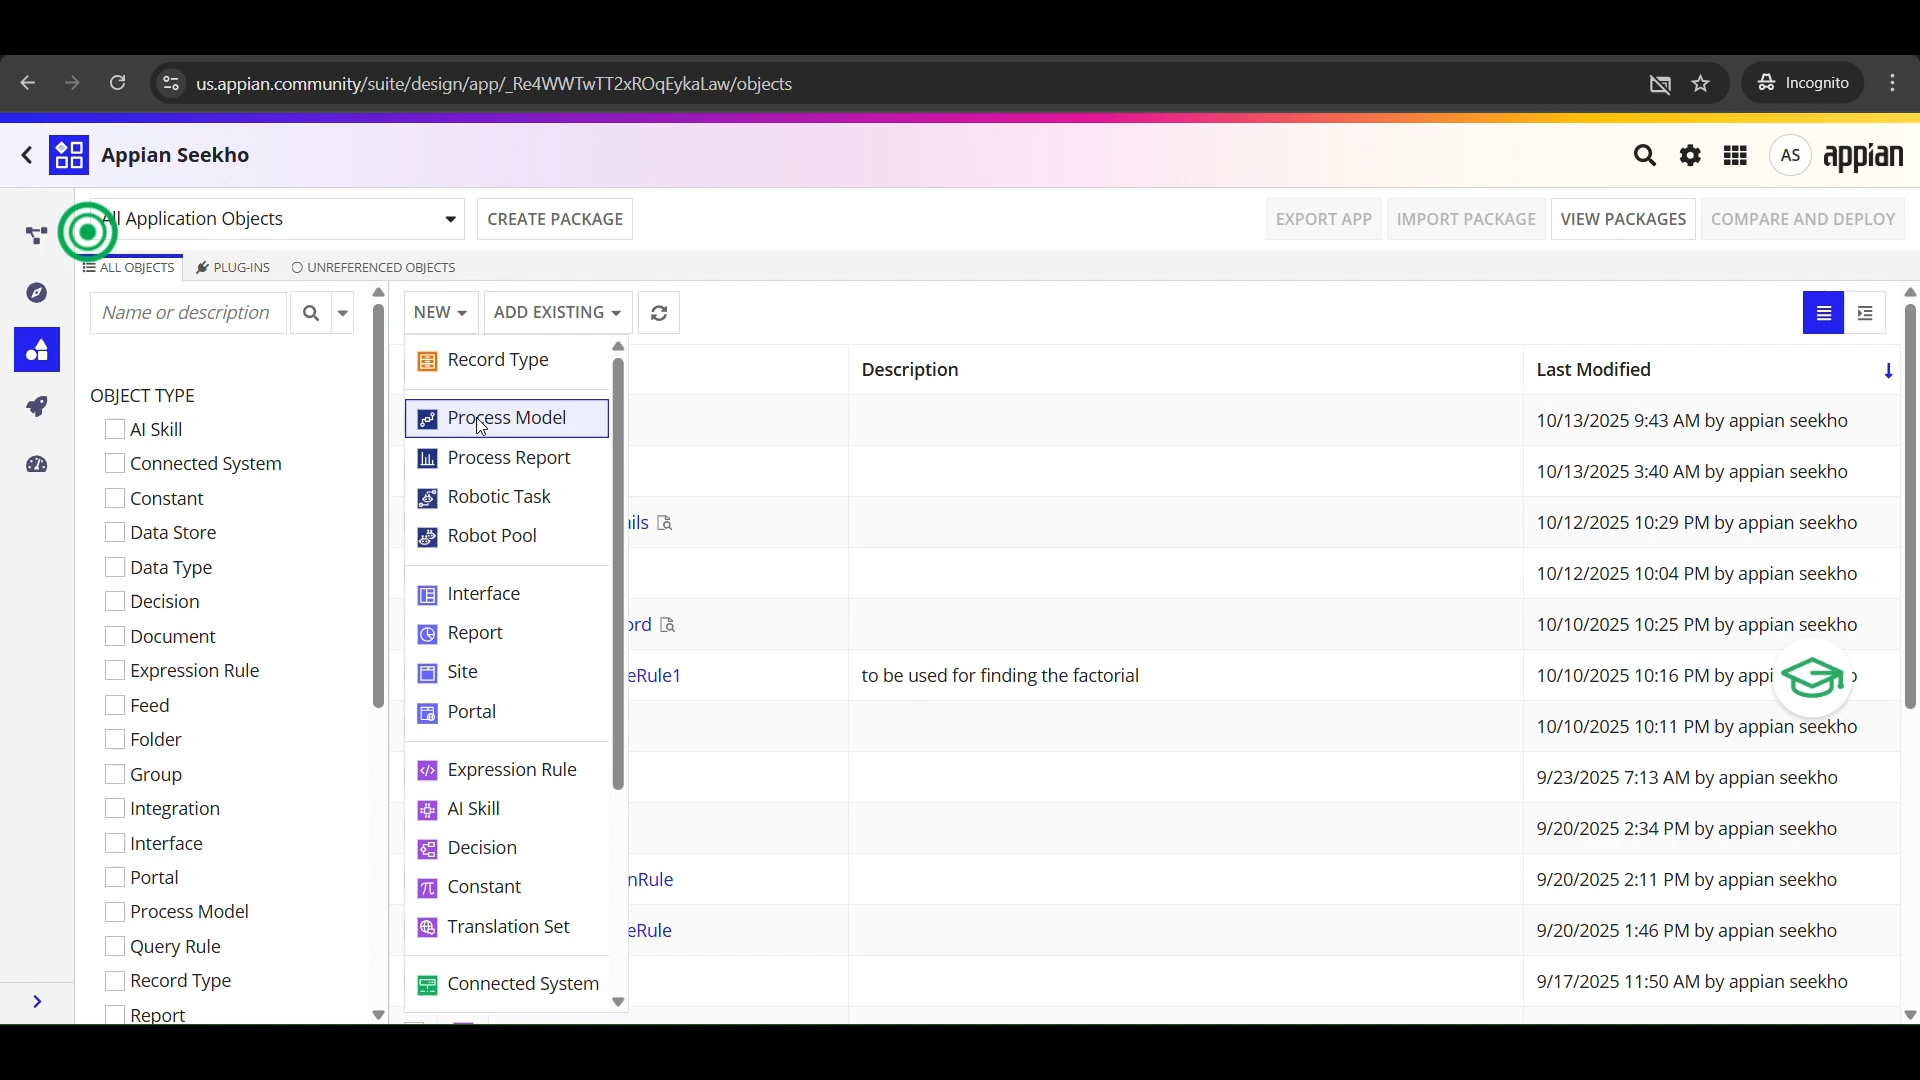 us.appian.community/suite/design/app/_Re4WWTwTT2xROqEykaLaw/objects
Incognito
Appian Seekho
AS
appian
Application Objects
CREATE PACKAGE
EXPORT APP
IMPORT PACKAGE
VIEW PACKAGES
COMPARE AND DEPLOY
ALL OBJECTS
PLUG-INS
UNREFERENCED OBJECTS
Name or description
NEW
ADD EXISTING
OBJECT TYPE
AI Skill
Connected System
Constant
Data Store
Data Type
Decision
Document
Expression Rule
Feed
Folder
Group
Integration
Interface
Portal
Process Model
Query Rule
Record Type
Report
Record Type
Process Model
Process Report
Robotic Task
Robot Pool
Interface
Report
Site
Portal
Expression Rule
AI Skill
Decision
Constant
Translation Set
Connected System
Description
Last Modified
10/13/2025 9:43 AM by appian seekho
10/13/2025 3:40 AM by appian seekho
ils
10/12/2025 10:29 PM by appian seekho
10/12/2025 10:04 PM by appian seekho
ord
10/10/2025 10:25 PM by appian seekho
eRule1
to be used for finding the factorial
10/10/2025 10:16 PM by appi
10/10/2025 10:11 PM by appian seekho
9/23/2025 7:13 AM by appian seekho
9/20/2025 2:34 PM by appian seekho
nRule
9/20/2025 2:11 PM by appian seekho
eRule
9/20/2025 1:46 PM by appian seekho
9/17/2025 11:50 AM by appian seekho